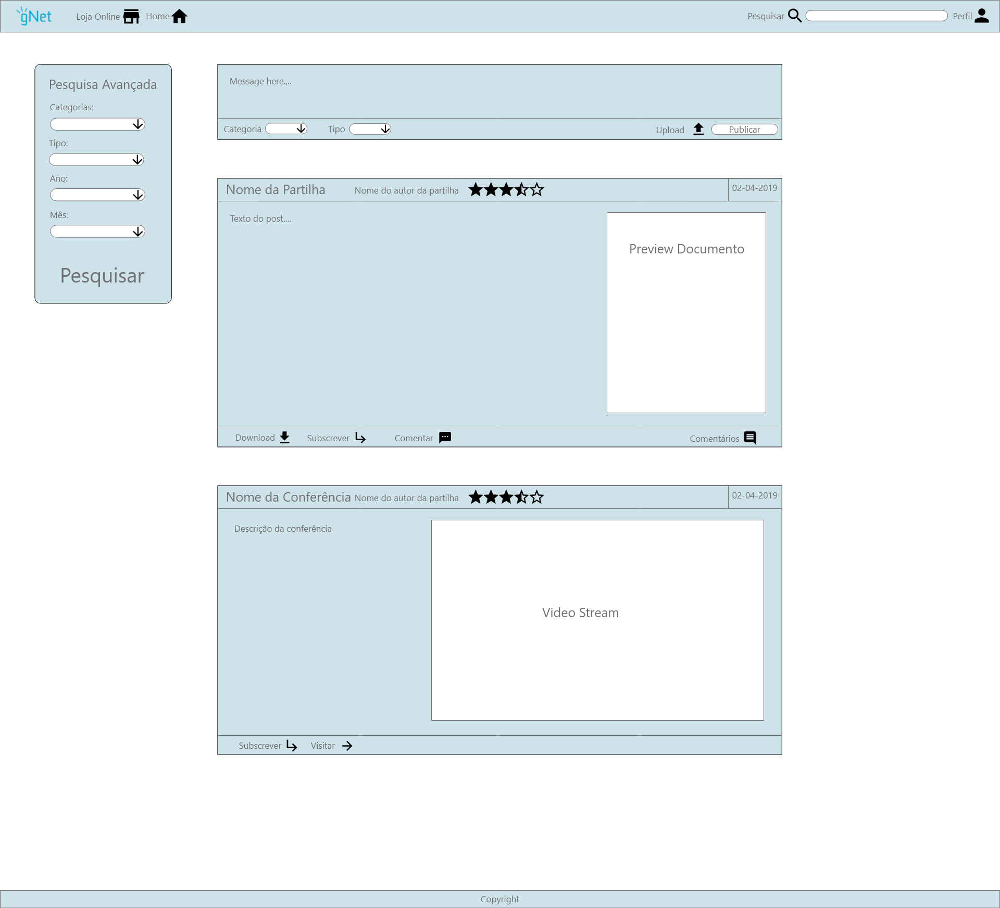 gNet
Loja Online
Home
Pesquisar
Perfil
Pesquisa Avançada
Categorias:
Tipo:
Ano:
Mês:
Pesquisar
Message here.,..
Categoria
Tipo
Upload
Publicar
Nome da Partilha
Nome do autor da partilha
02-04-2019
Texto do post....
Preview Documento
Download
Subscrever
Comentar
Comentários
Nome da Conferência
Nome do autor da partilha
02-04-2019
Descrição da conferência
Video Stream
Subscrever
Visitar
Copyright